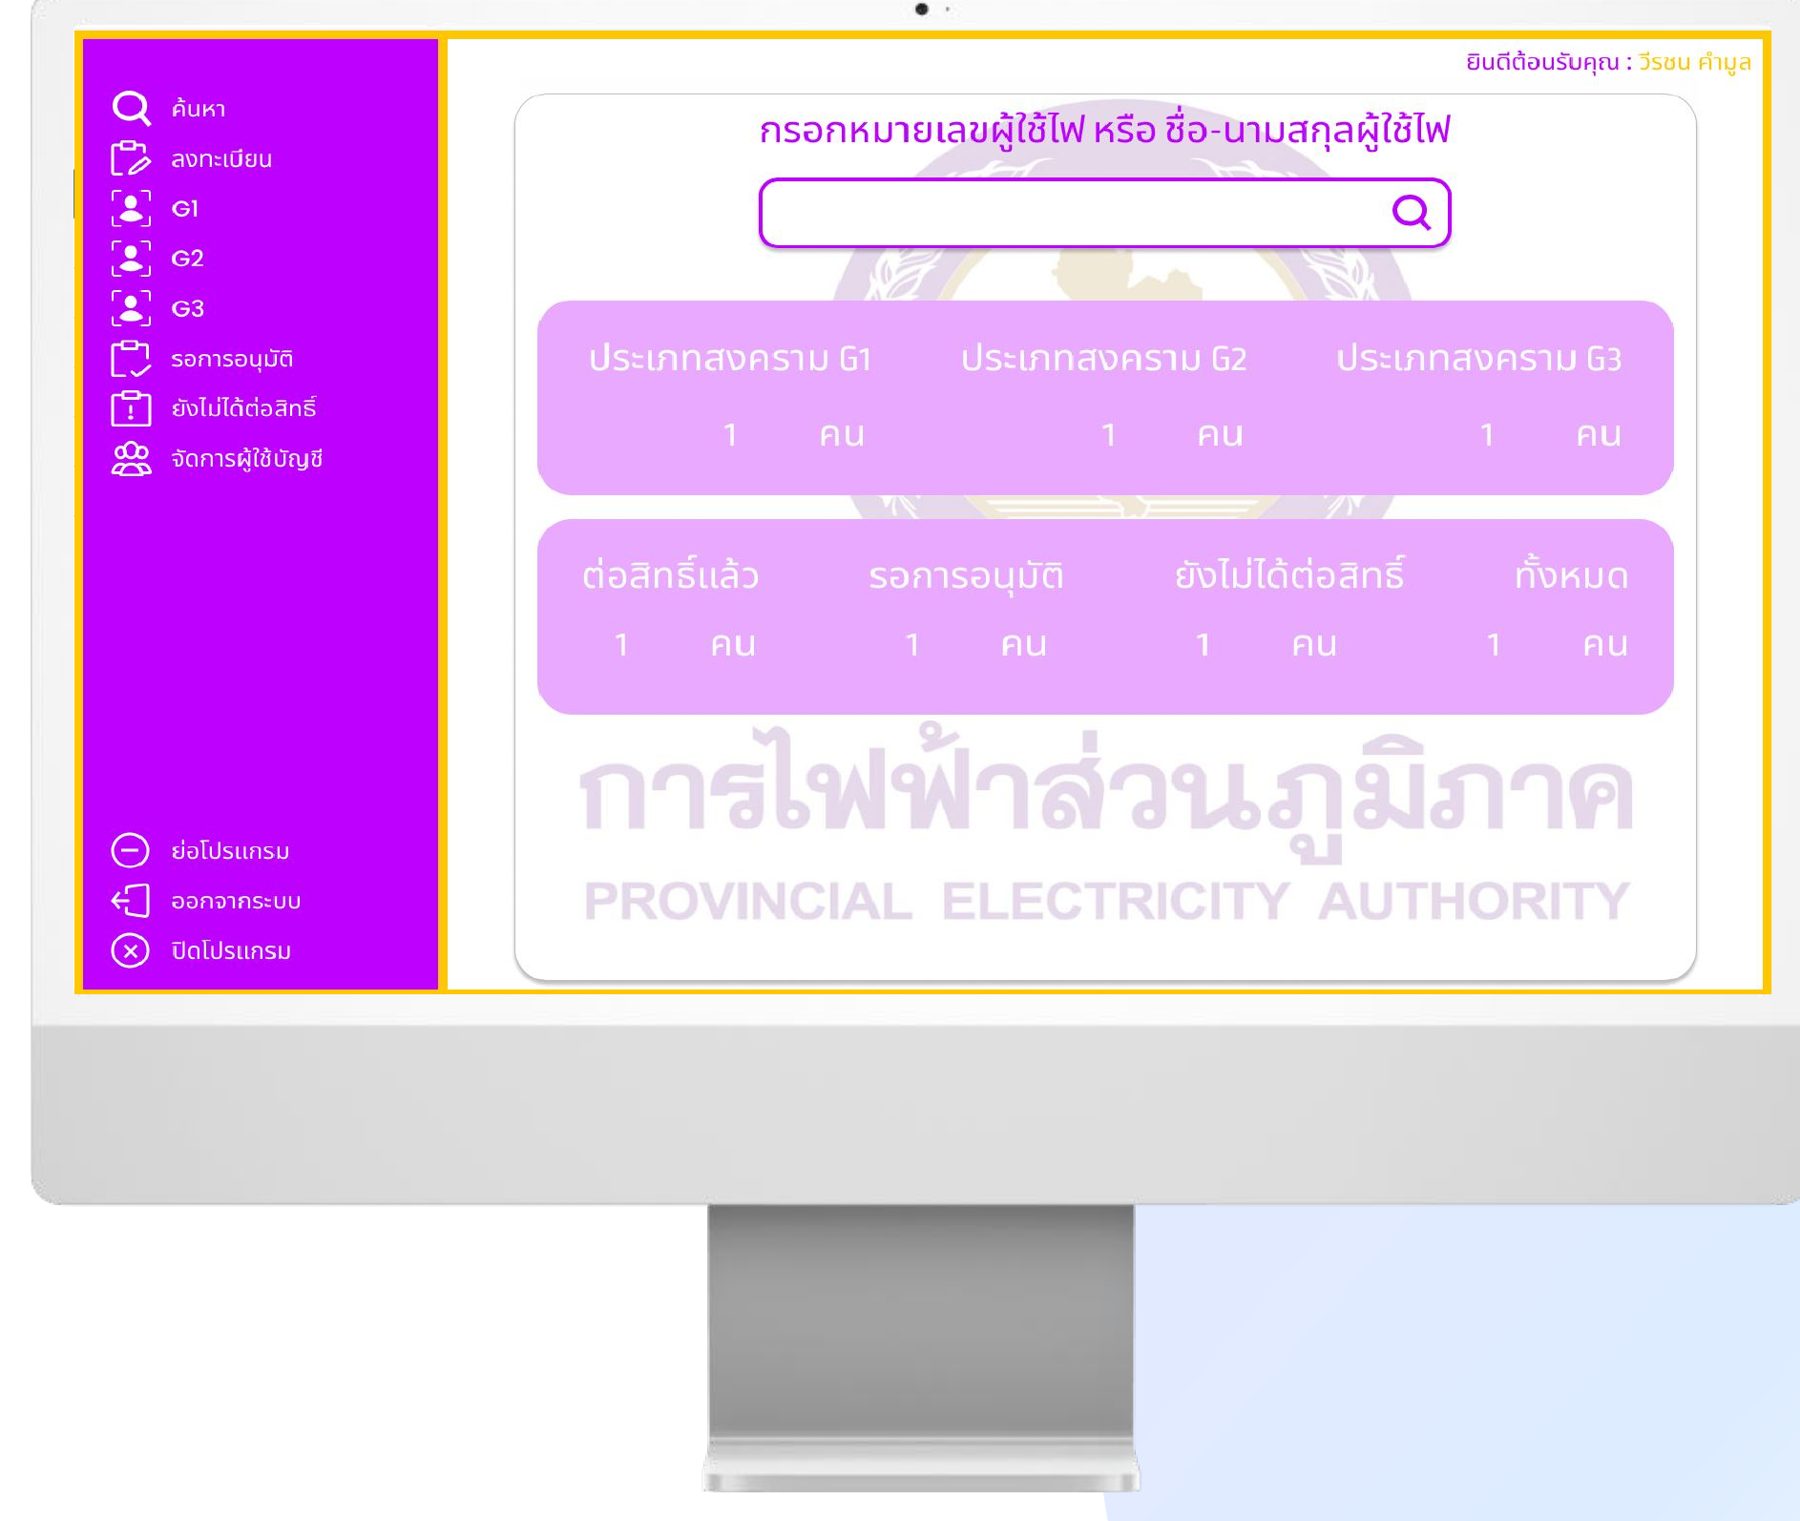 ยินดีต้อนรับคุณ : วีรชน คำมูล
ค้นหา
ลงทะเบียน
G1
G2
G3
รอการอนุมัติ
ยังไม่ได้ต่อสิทธิ์
จัดการผู้ใช้บัญชี
ย่อโปรแกรม
ออกจากระบบ
ปิดโปรแกรม
กรอกหมายเลขผู้ใช้ไฟ หรือ ชื่อ-นามสกุลผู้ใช้ไฟ
ประเภทสงคราม G1 ประเภทสงคราม G2 ประเภทสงคราม G3
1 คน 1 คน 1 คน
ต่อสิทธิ์แล้ว รอการอนุมัติ ยังไม่ได้ต่อสิทธิ์ ทั้งหมด
1 คน 1 คน 1 คน 1 คน
การไฟฟ้าส่วนภูมิภาค
PROVINCIAL ELECTRICITY AUTHORITY